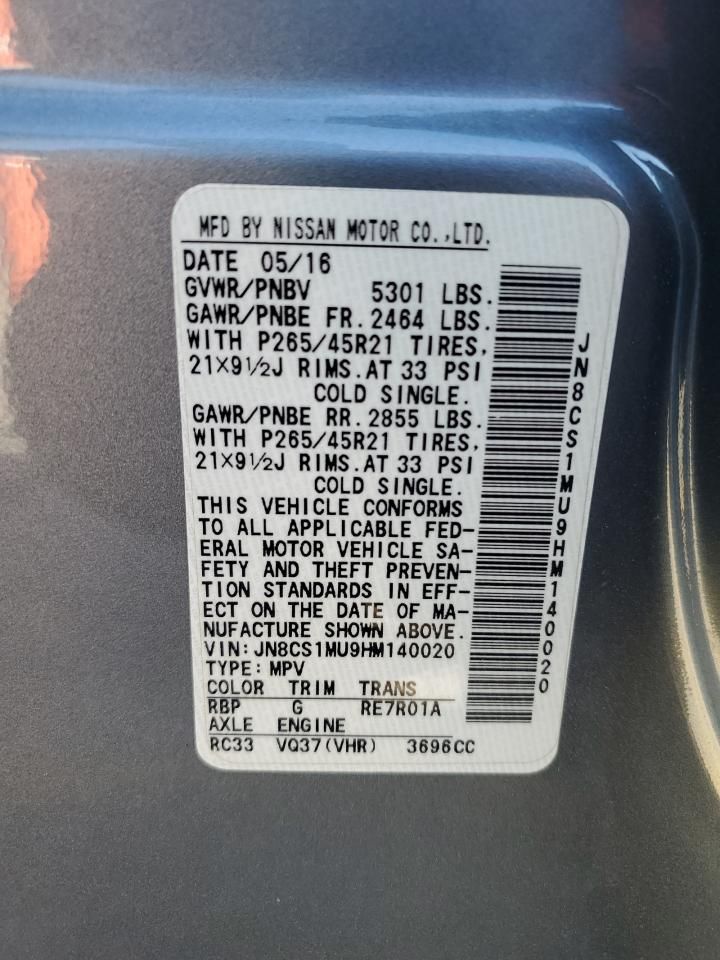 MFD BY NISSAN MOTOR CO.,LTD.
DATE 05/16
GVWR/PNBV 5301 LBS.
GAWR/PNBE FR. 2464 LBS.
WITH P265/45R21 TIRES,
21×9½J RIMS.AT 33 PSI
COLD SINGLE.
GAWR/PNBE RR. 2855 LBS.
WITH P265/45R21 TIRES,
21×9½J RIMS.AT 33 PSI
COLD SINGLE.
THIS VEHICLE CONFORMS
TO ALL APPLICABLE FED-
ERAL MOTOR VEHICLE SA-
FETY AND THEFT PREVEN-
TION STANDARDS IN EFF-
ECT ON THE DATE OF MA-
NUFACTURE SHOWN ABOVE.
VIN: JN8CS1MU9HM140020
TYPE: MPV
COLOR TRIM TRANS
RBP G RE7R01A
AXLE ENGINE
RC33 VQ37(VHR) 3696CC
JN8CS1MU9HM140020